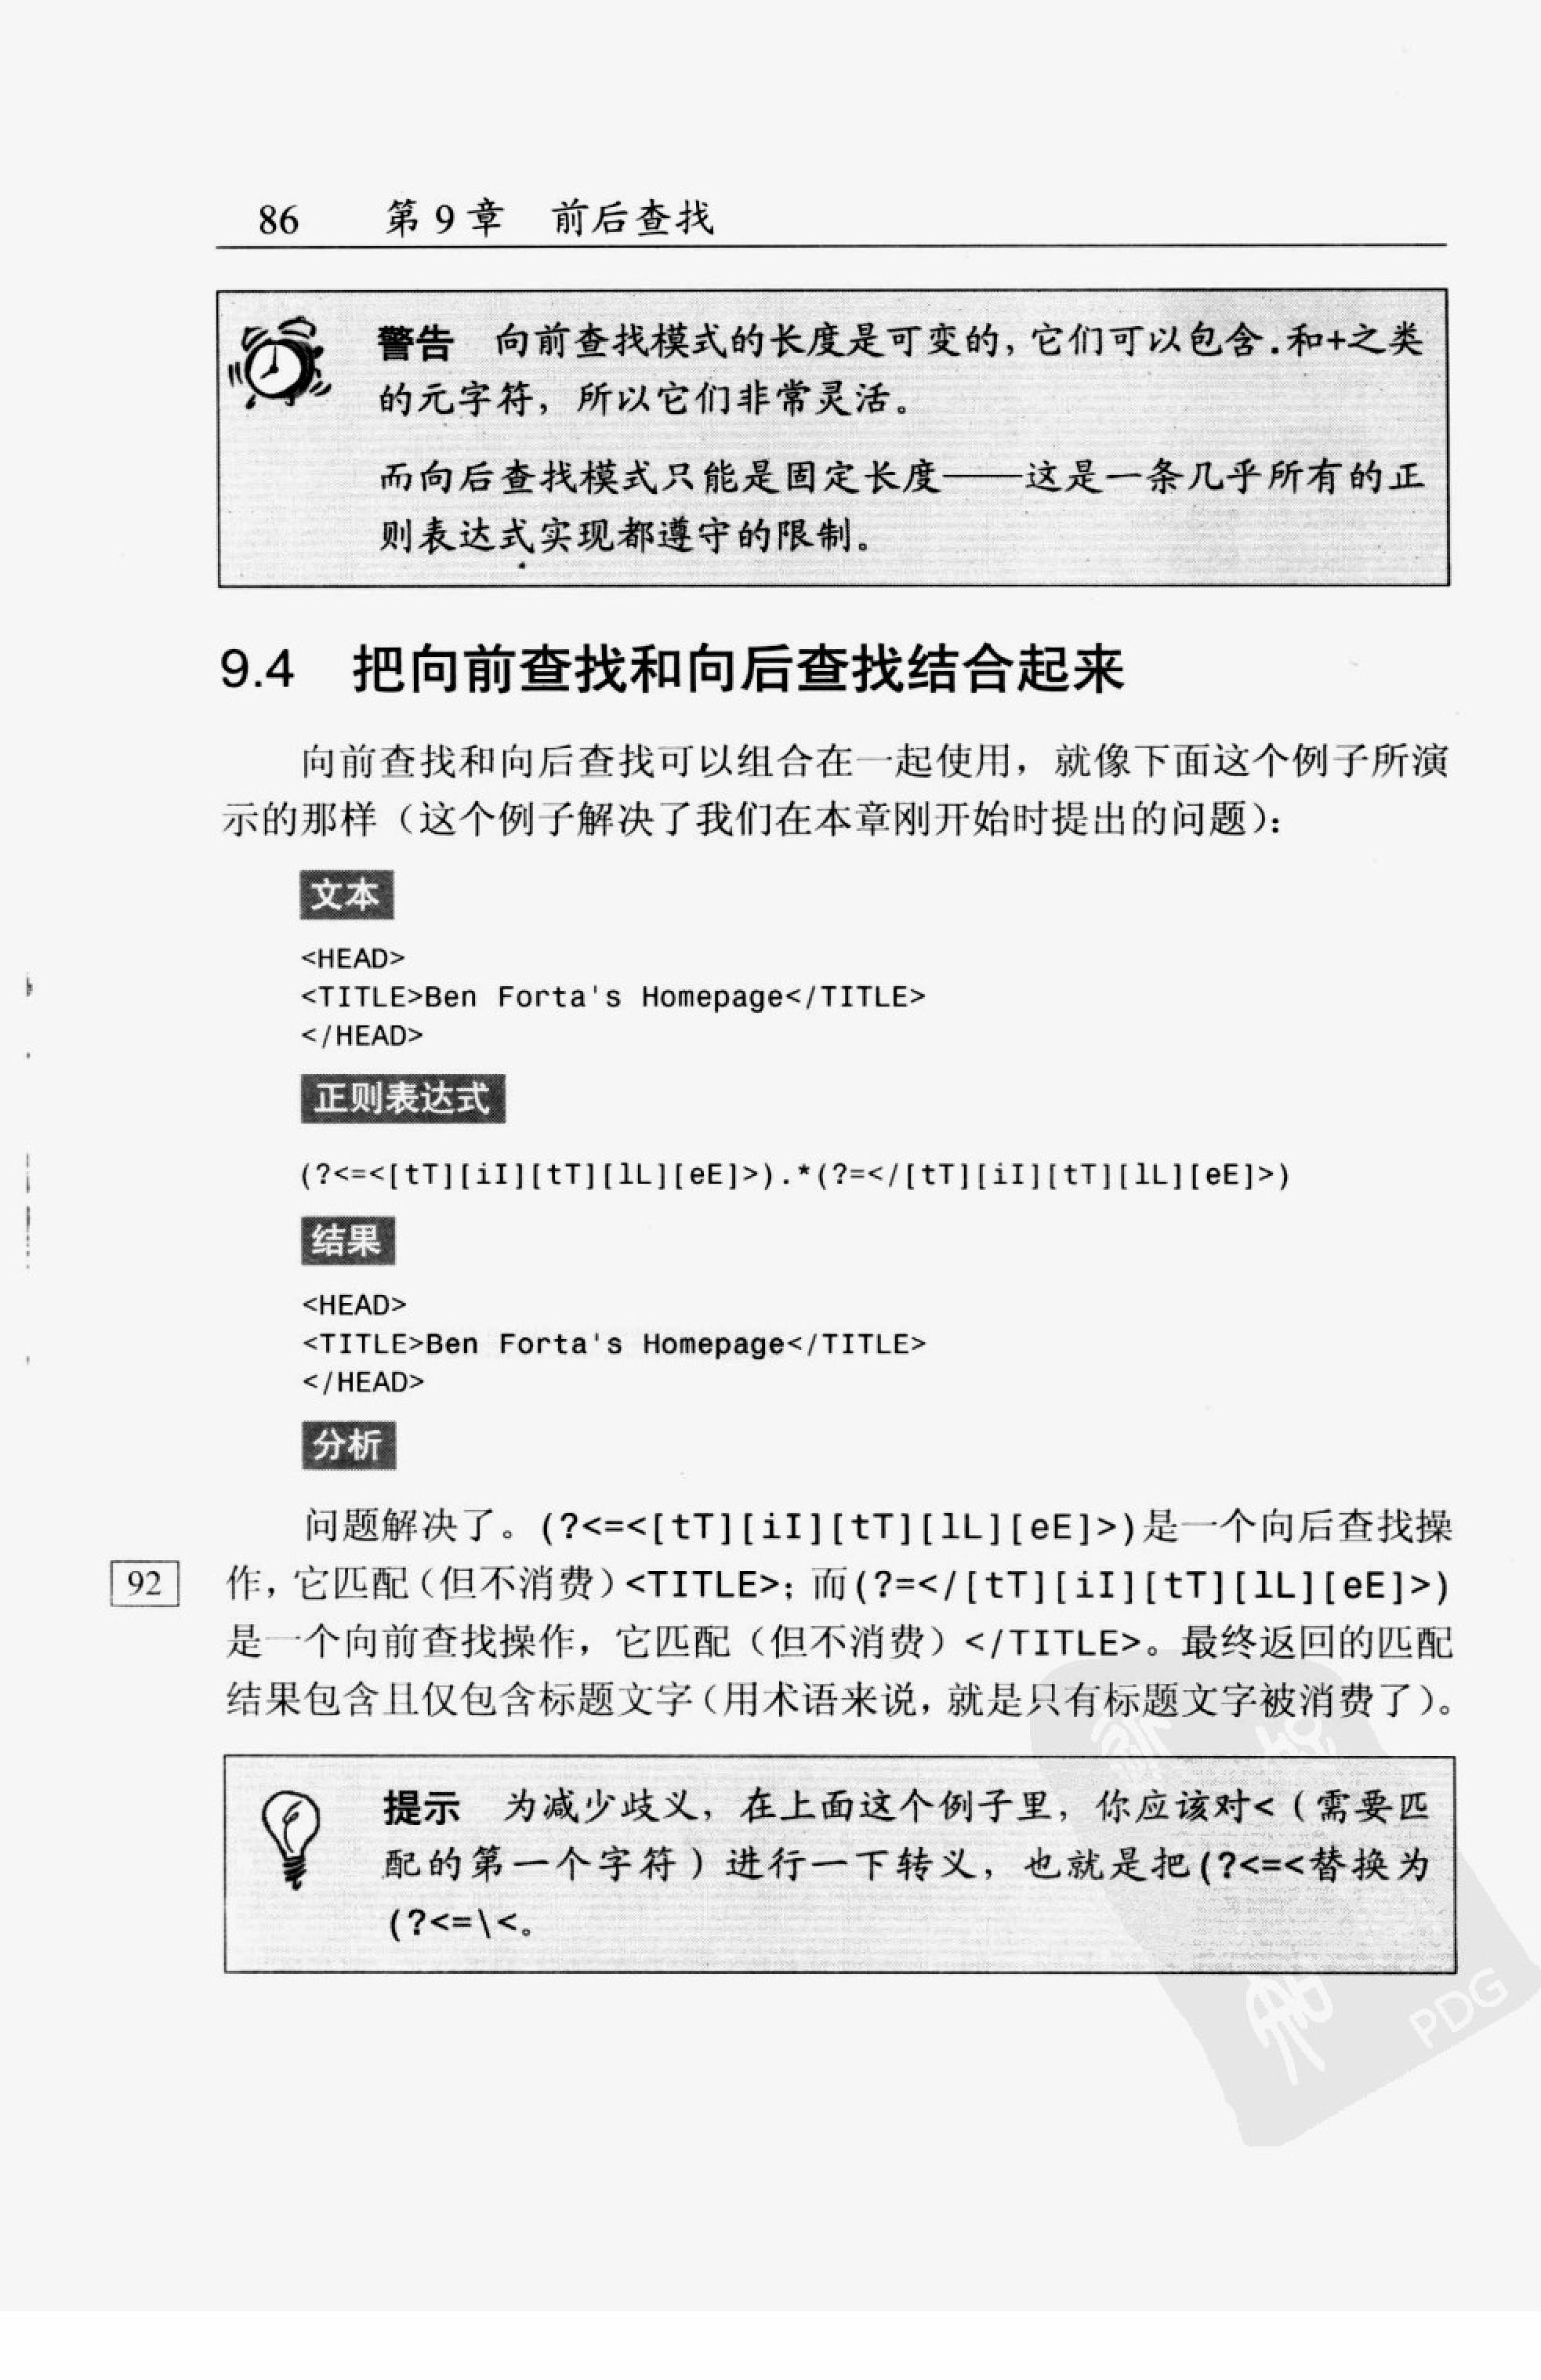 86 第9章 前后查找
警告 向前查找模式的长度是可变的，它们可以包含.和+之类
的元字符，所以它们非常灵活。
而向后查找模式只能是固定长度——这是一条几乎所有的正
则表达式实现都遵守的限制。
9.4 把向前查找和向后查找结合起来
向前查找和向后查找可以组合在一起使用，就像下面这个例子所演
示的那样（这个例子解决了我们在本章刚开始时提出的问题）：
文本
<HEAD>
<TITLE>Ben Forta's Homepage</TITLE>
</HEAD>
正则表达式
(?<=<[tT][iI][tT][lL][eE]>).*(?=</[tT][iI][tT][lL][eE]>)
结果
<HEAD>
<TITLE>Ben Forta's Homepage</TITLE>
</HEAD>
分析
问题解决了。(?<=<[tT][iI][tT][lL][eE]>)是一个向后查找操
92 作，它匹配（但不消费）<TITLE>；而(?=</[tT][iI][tT][lL][eE]>)
是一个向前查找操作，它匹配（但不消费）</TITLE>。最终返回的匹配
结果包含且仅包含标题文字（用术语来说，就是只有标题文字被消费了）。
提示 为减少歧义，在上面这个例子里，你应该对<（需要匹
配的第一个字符）进行一下转义，也就是把(?<=<替换为
(?<=\<。
PDG